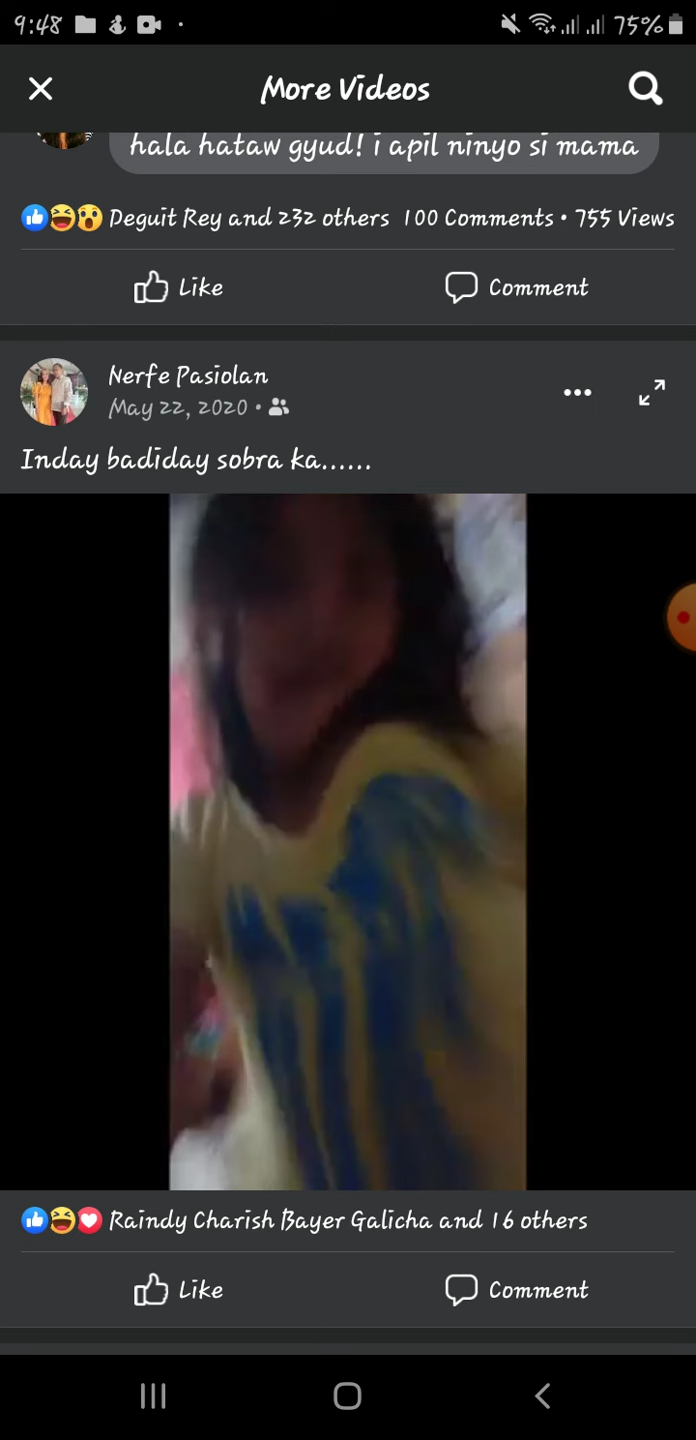 9:48
75%
More Videos
hala hataw gyud! i apil ninyo si mama
Deguit Rey and 232 others 100 Comments • 755 Views
Like Comment
Nerfe Pasiolan
May 22, 2020 •
Inday badiday sobra ka......
Raindy Charish Bayer Galicha and 16 others
Like Comment